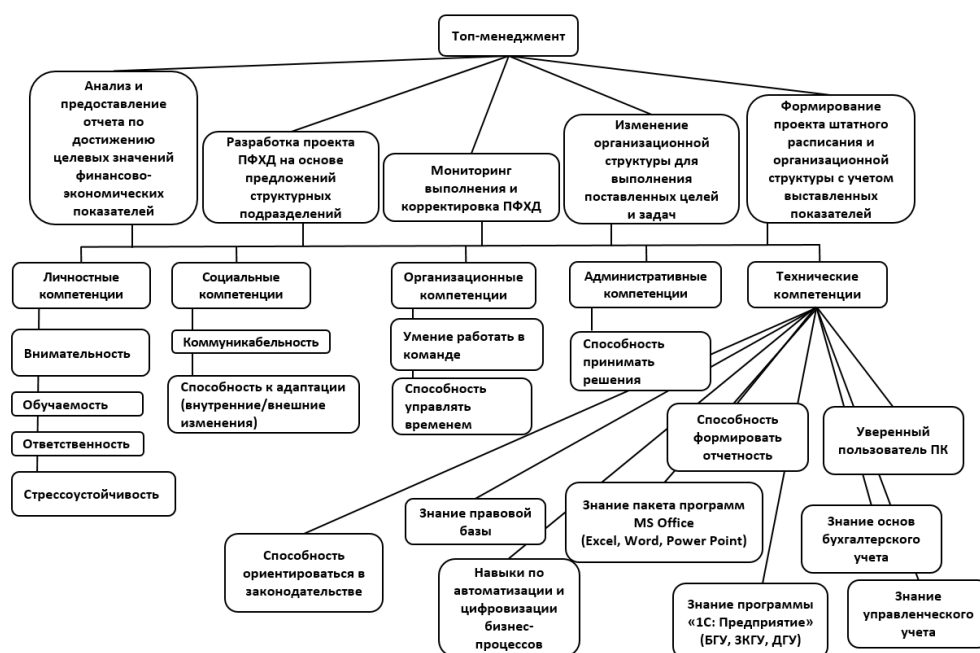 Топ-менеджмент
Анализ и
предоставление
отчета по
достижению
целевых значений
финансово-
экономических
показателей
Разработка проекта
ПФХД на основе
предложений
структурных
подразделений
Мониторинг
выполнения и
корректировка ПФХД
Изменение
организационной
структуры для
выполнения
поставленных целей
и задач
Формирование
проекта штатного
расписания и
организационной
структуры с учетом
выставленных
показателей
Личностные
компетенции
Социальные
компетенции
Организационные
компетенции
Административные
компетенции
Технические
компетенции
Внимательность
Обучаемость
Ответственность
Стрессоустойчивость
Коммуникабельность
Способность к адаптации
(внутренние/внешние
изменения)
Умение работать в
команде
Способность
управлять
временем
Способность
принимать
решения
Способность
ориентироваться в
законодательстве
Знание правовой
базы
Навыки по
автоматизации и
цифровизации
бизнес-
процессов
Знание пакета программ
MS Office
(Excel, Word, Power Point)
Способность
формировать
отчетность
Знание программы
«1С: Предприятие»
(БГУ, ЗКГУ, ДГУ)
Уверенный
пользователь ПК
Знание основ
бухгалтерского
учета
Знание
управленческого
учета